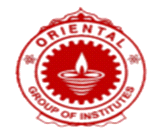 ORIENTAL
GROUP OF INSTITUTES